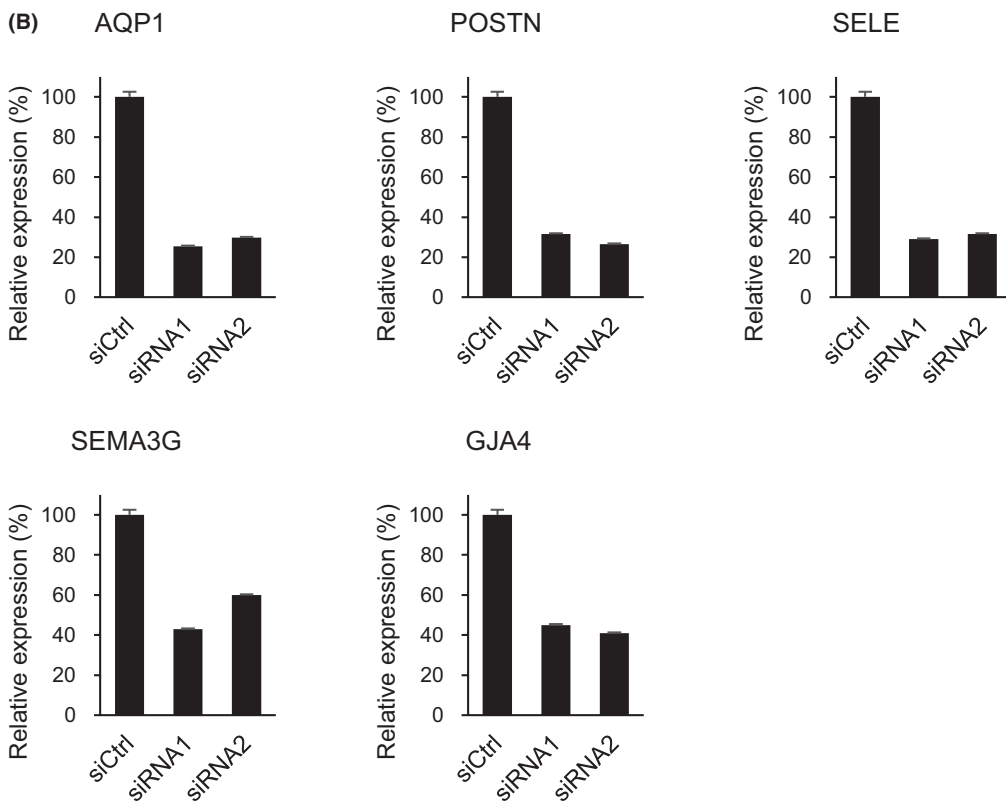 (B) AQP1 POSTN SELE
Relative expression (%)
100
80
60
40
20
0
siCtrl
siRNA1
siRNA2
Relative expression (%)
100
80
60
40
20
0
siCtrl
siRNA1
siRNA2
Relative expression (%)
100
80
60
40
20
0
siCtrl
siRNA1
siRNA2
SEMA3G GJA4
Relative expression (%)
100
80
60
40
20
0
siCtrl
siRNA1
siRNA2
Relative expression (%)
100
80
60
40
20
0
siCtrl
siRNA1
siRNA2